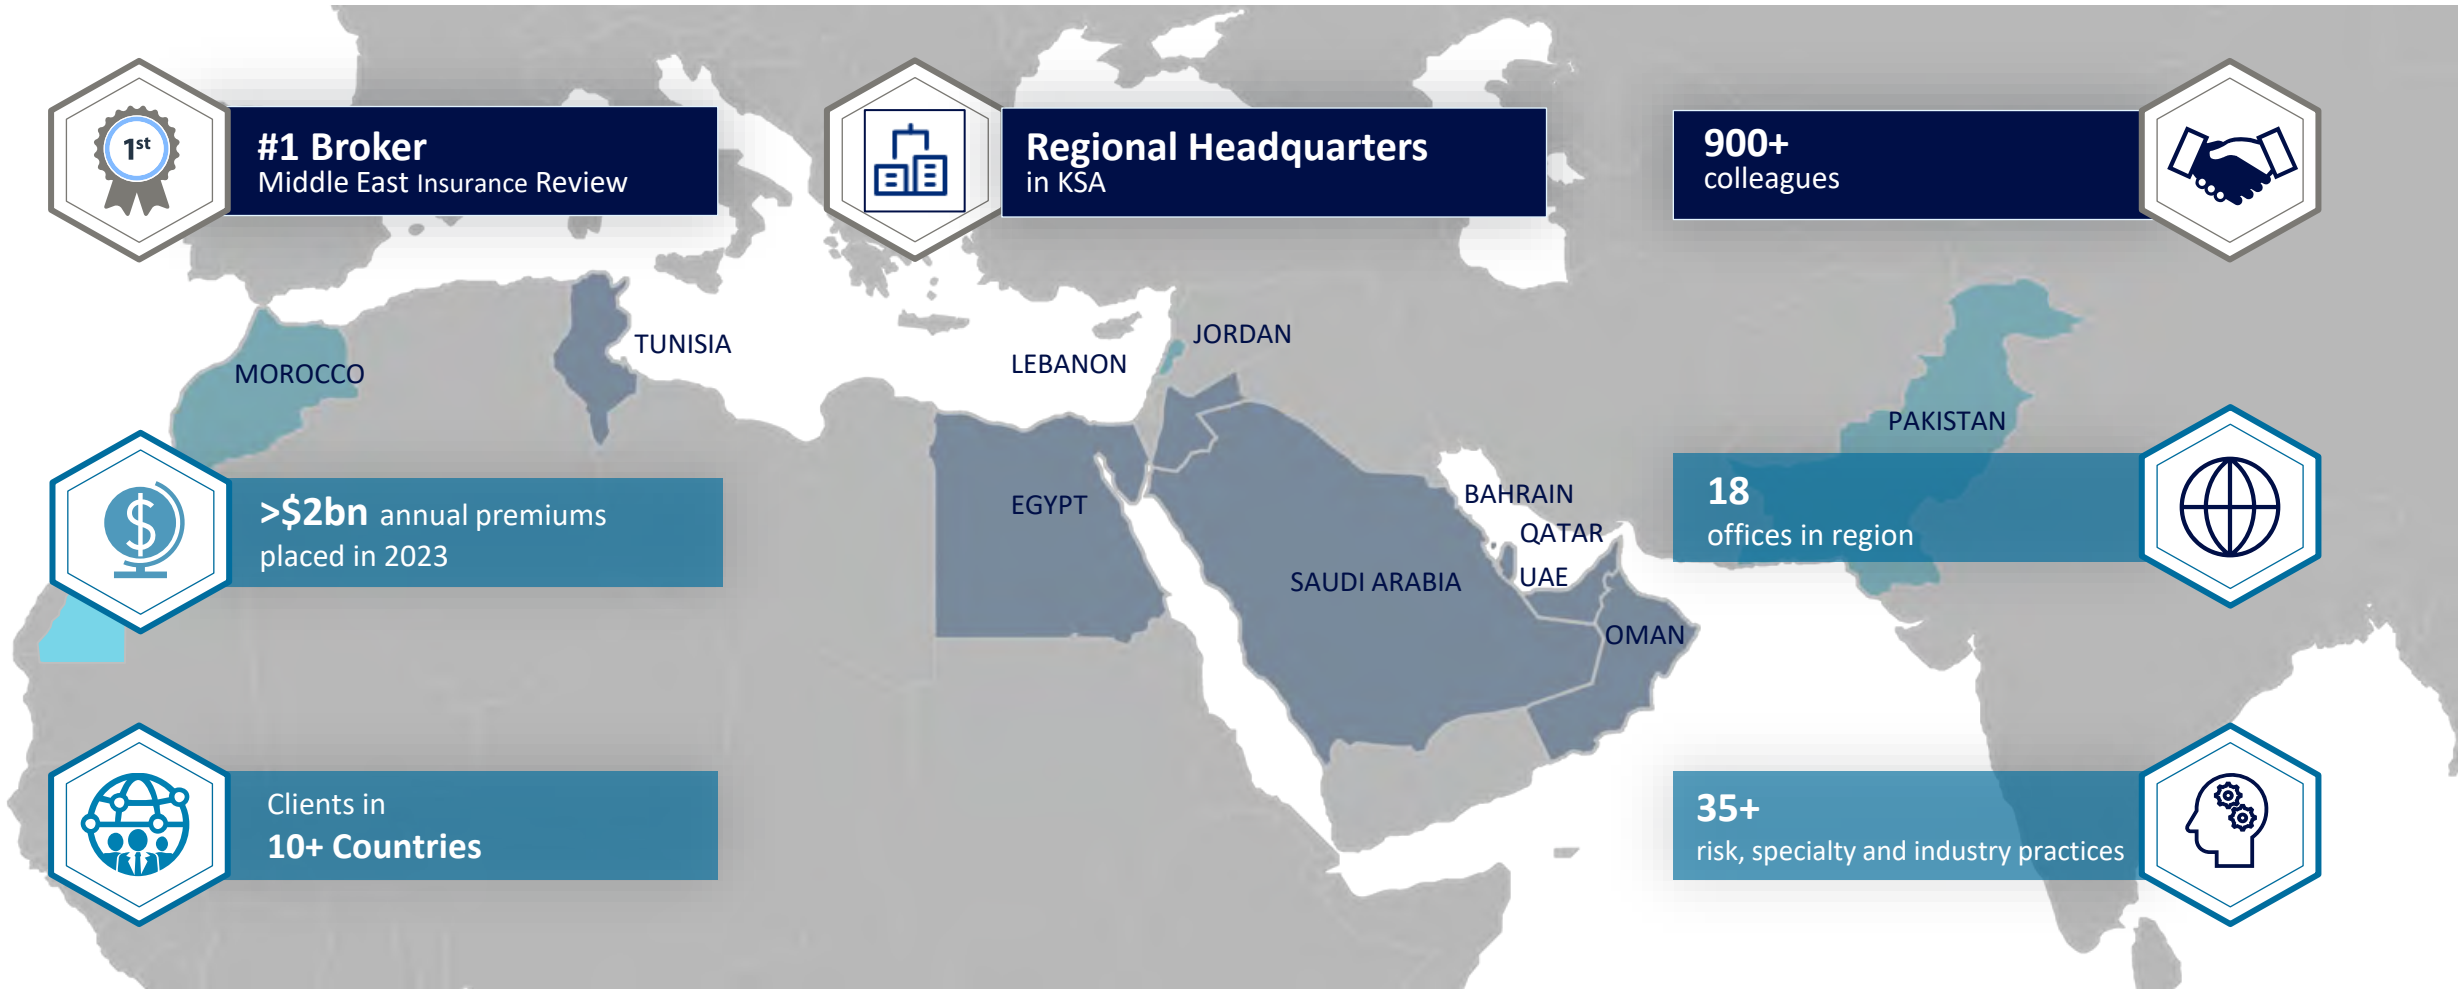 1st
#1 Broker
Middle East Insurance Review
Regional Headquarters
in KSA
900+
colleagues
TUNISIA
JORDAN
LEBANON
MOROCCO
PAKISTAN
EGYPT
BAHRAIN
QATAR
UAE
SAUDI ARABIA
OMAN
>$2bn annual premiums
placed in 2023
18
offices in region
Clients in
10+ Countries
35+
risk, specialty and industry practices